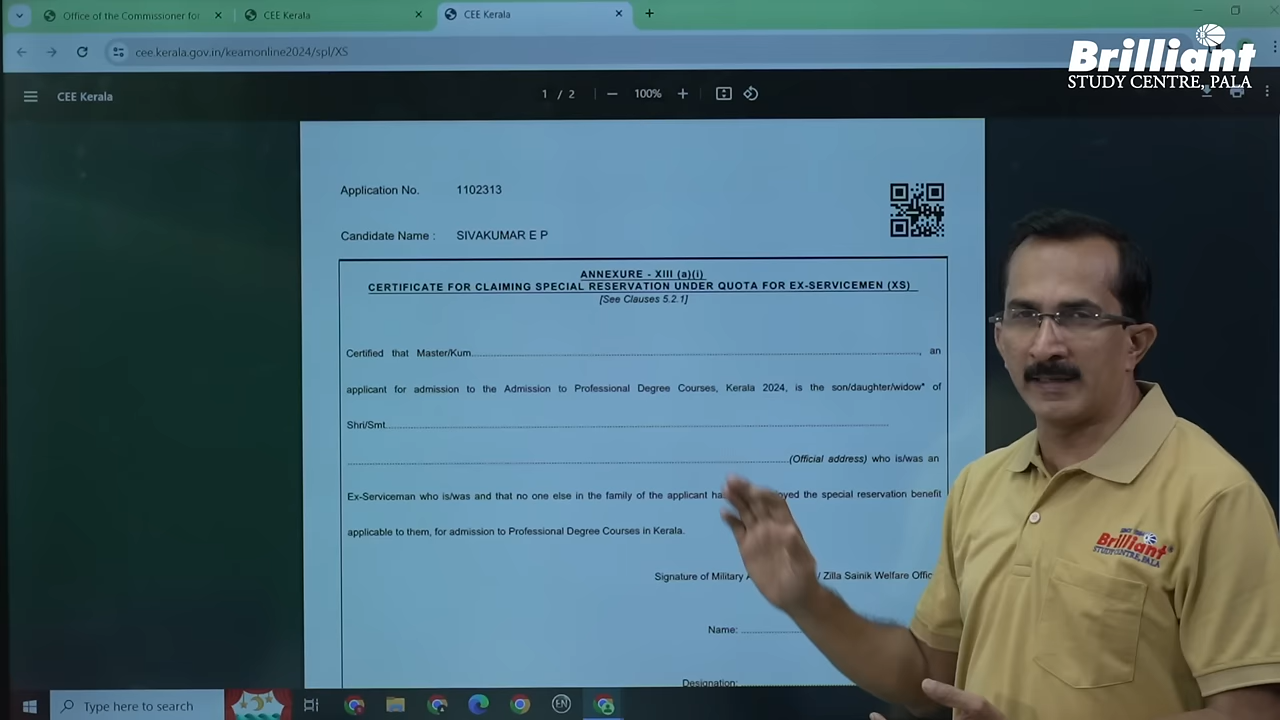 Office of the Commissioner for
CEE Kerala
CEE Kerala
cee.kerala.gov.in/keamonline2024/spl/XS
Brilliant
STUDY CENTRE, PALA
CEE Kerala
1 / 2
100%
Application No. 1102313
Candidate Name : SIVAKUMAR E P
ANNEXURE - XIII (a)(i)
CERTIFICATE FOR CLAIMING SPECIAL RESERVATION UNDER QUOTA FOR EX-SERVICEMEN (XS)
[See Clauses 5.2.1]
Certified that Master/Kum......, an
applicant for admission to the Admission to Professional Degree Courses, Kerala 2024, is the son/daughter/widow* of
Shri/Smt......
......(Official address) who is/was an
Ex-Serviceman who is/was and that no one else in the family of the applicant the special reservation benefit
applicable to them, for admission to Professional Degree Courses in Kerala.
Signature of Military / Zilla Sainik Welfare
Name: ......
Designation:
Brilliant
STUDY CENTRE, PALA
Type here to search
EN